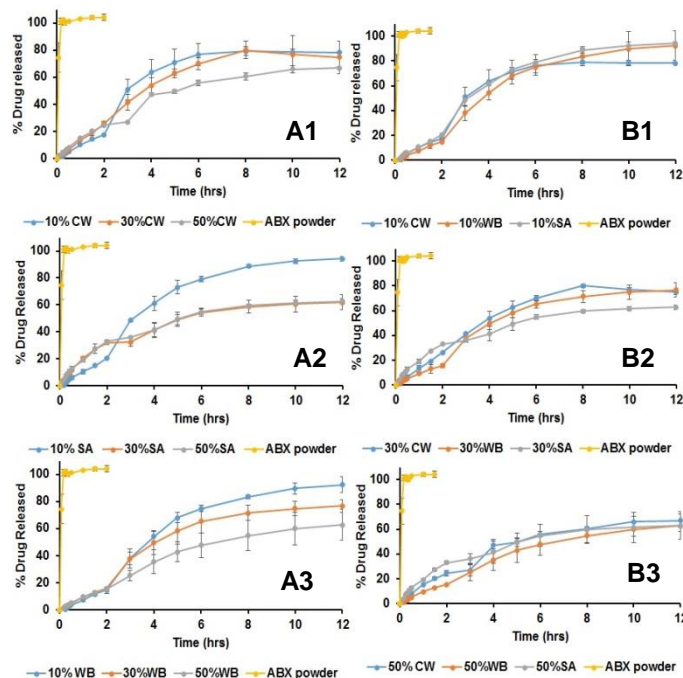 % Drug released
100
80
60
40
20
0
A1
0 2 4 6 8 10 12
Time (hrs)
10% CW 30%CW 50%CW ABX powder
% Drug released
100
80
60
40
20
0
B1
0 2 4 6 8 10 12
Time (hrs)
10% CW 10%WB 10%SA ABX powder
% Drug Released
100
80
60
40
20
0
A2
0 2 4 6 8 10 12
Time (hrs)
10% SA 30%SA 50%SA ABX powder
% Drug Released
100
80
60
40
20
0
B2
0 2 4 6 8 10 12
Time (hrs)
30% CW 30%WB 30%SA ABX powder
% Drug Released
100
80
60
40
20
0
A3
0 2 4 6 8 10 12
Time (hrs)
10% WB 30%WB 50%WB ABX powder
% Drug Released
100
80
60
40
20
0
B3
0 2 4 6 8 10 12
Time (hrs)
50% CW 50%WB 50%SA ABX powder